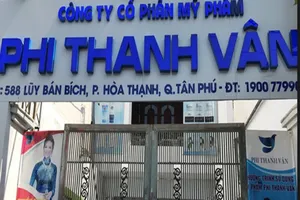 CÔNG TY CỔ PHẦN MỸ PHẨM
PHI THANH VÂN
: 588 LŨY BÁN BÍCH, P. HÒA THẠNH, Q.TÂN PHÚ - ĐT: 1900 7799
PHI THANH VÂN